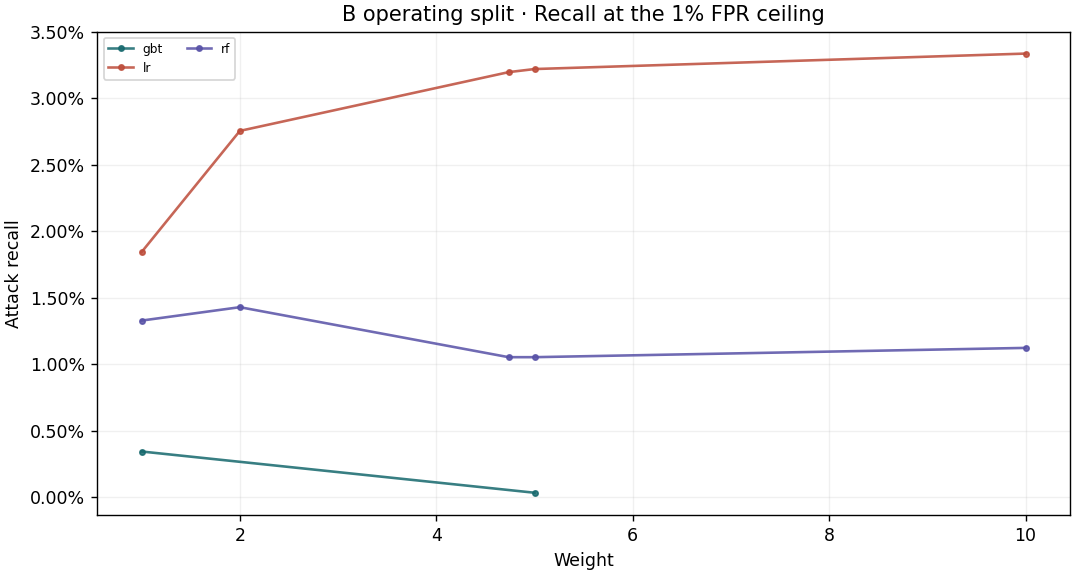 B operating split · Recall at the 1% FPR ceiling
gbt
lr
rf
Attack recall
3.50%
3.00%
2.50%
2.00%
1.50%
1.00%
0.50%
0.00%
2
4
6
8
10
Weight